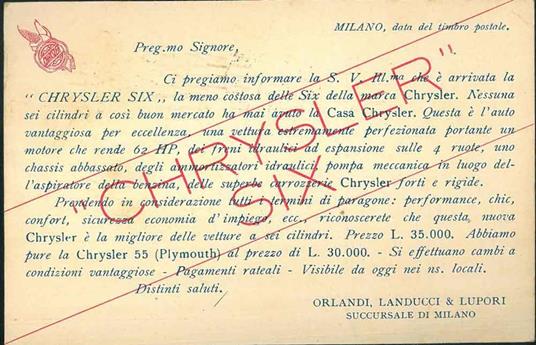 MILANO, data del timbro postale.
Preg.mo Signore,
Ci pregiamo informare la S. V. Ill.ma che è arrivata la
"CHRYSLER SIX,, la meno costosa delle Six della marca Chrysler. Nessuna
sei cilindri a così buon mercato ha mai avuto la Casa Chrysler. Questa è l'auto
vantaggiosa per eccellenza, una vettura estremamente perfezionata portante un
motore che rende 62 HP, dei freni idraulici ad espansione sulle 4 ruote, uno
chassis abbassato, degli ammortizzatori idraulici pompa meccanica in luogo del-
l'aspiratore della benzina, delle superbe carrozzerie Chrysler forti e rigide.
Prendendo in considerazione tutti i termini di paragone: performance, chic,
confort, sicurezza economia d'impiego, ecc., riconoscerete che questa, nuova
Chrysler è la migliore delle vetture a sei cilindri. Prezzo L. 35.000. Abbiamo
pure la Chrysler 55 (Plymouth) al prezzo di L. 30.000. - Si effettuano cambi a
condizioni vantaggiose - Pagamenti rateali - Visibile da oggi nei ns. locali.
Distinti saluti.
ORLANDI, LANDUCCI & LUPORI
SUCCURSALE DI MILANO
"CHRYSLER"
SIX